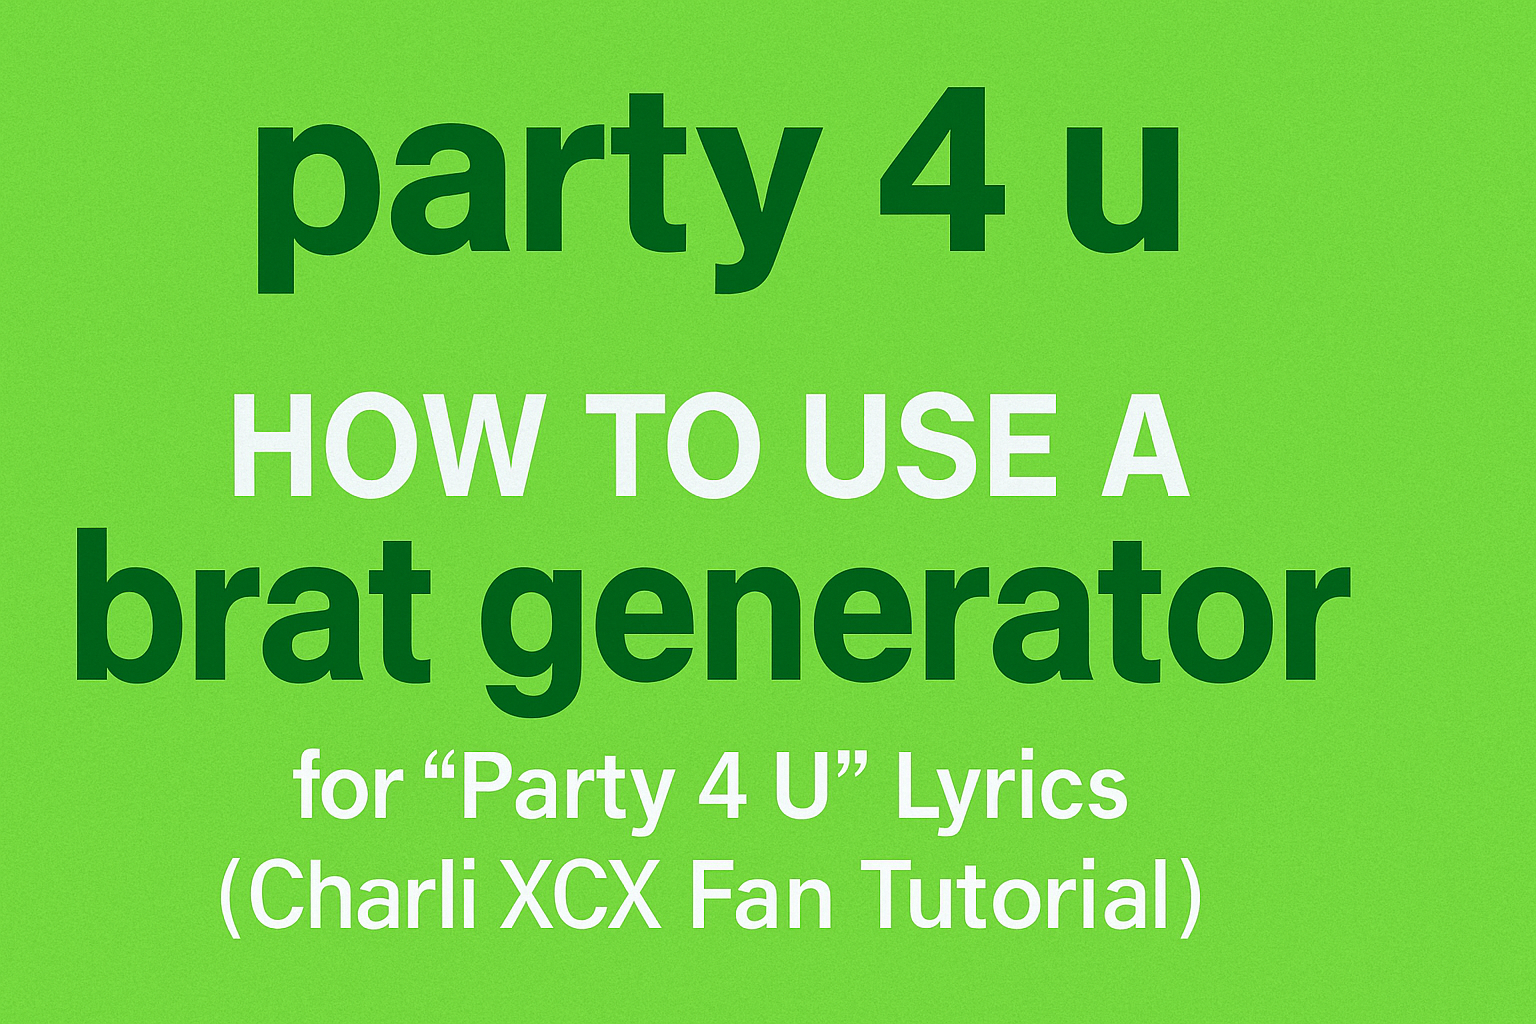 party 4 u
HOW TO USE A
brat generator
for “Party 4 U” Lyrics
(Charli XCX Fan Tutorial)